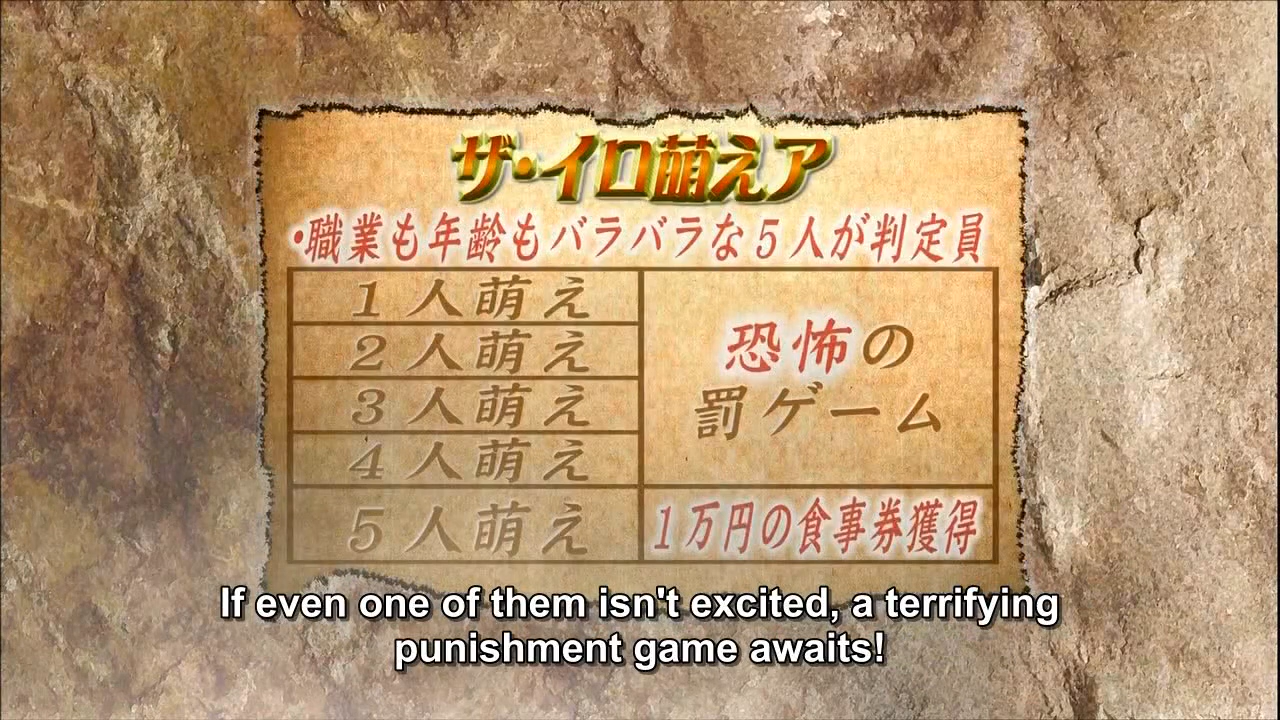 ザ・イロ萌えア
・職業も年齢もバラバラな５人が判定員
1人萌え
2人萌え
3人萌え
4人萌え
恐怖の
罰ゲーム
5人萌え
１万円の食事券獲得
If even one of them isn't excited, a terrifying
punishment game awaits!